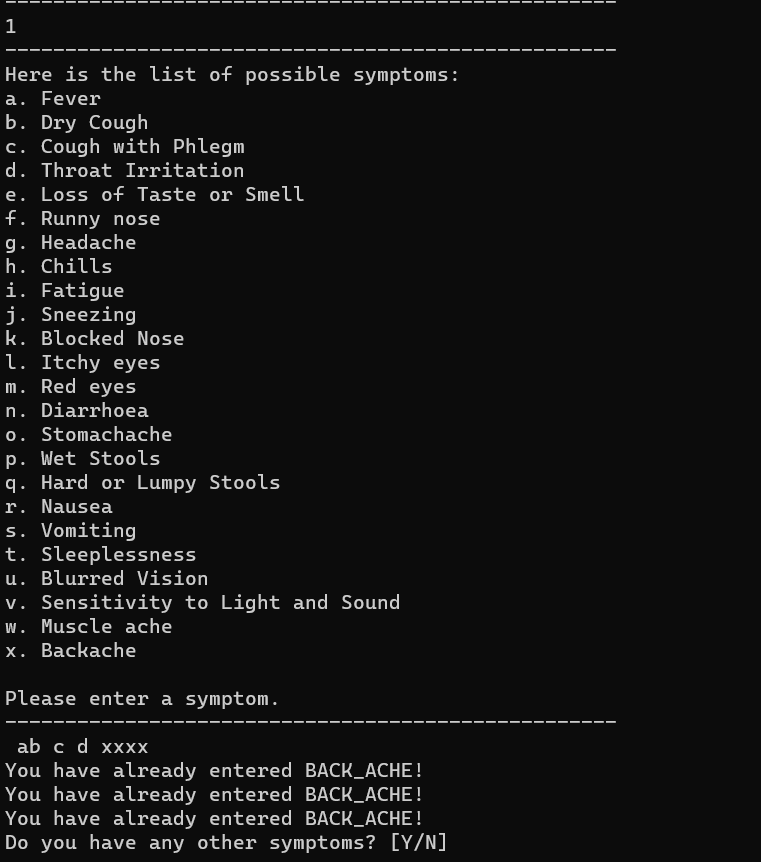 -------------------------------------------------
1
-------------------------------------------------
Here is the list of possible symptoms:
a. Fever
b. Dry Cough
c. Cough with Phlegm
d. Throat Irritation
e. Loss of Taste or Smell
f. Runny nose
g. Headache
h. Chills
i. Fatigue
j. Sneezing
k. Blocked Nose
l. Itchy eyes
m. Red eyes
n. Diarrhoea
o. Stomachache
p. Wet Stools
q. Hard or Lumpy Stools
r. Nausea
s. Vomiting
t. Sleeplessness
u. Blurred Vision
v. Sensitivity to Light and Sound
w. Muscle ache
x. Backache
Please enter a symptom.
---------------------------------------------------
 ab c d xxxx
You have already entered BACK_ACHE!
You have already entered BACK_ACHE!
You have already entered BACK_ACHE!
Do you have any other symptoms? [Y/N]